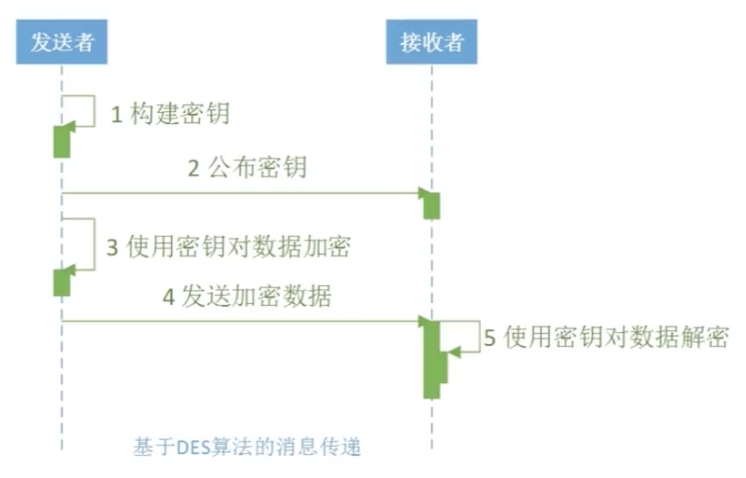 发送者
接收者
1 构建密钥
2 公布密钥
3 使用密钥对数据加密
4 发送加密数据
5 使用密钥对数据解密
基于DES算法的消息传递